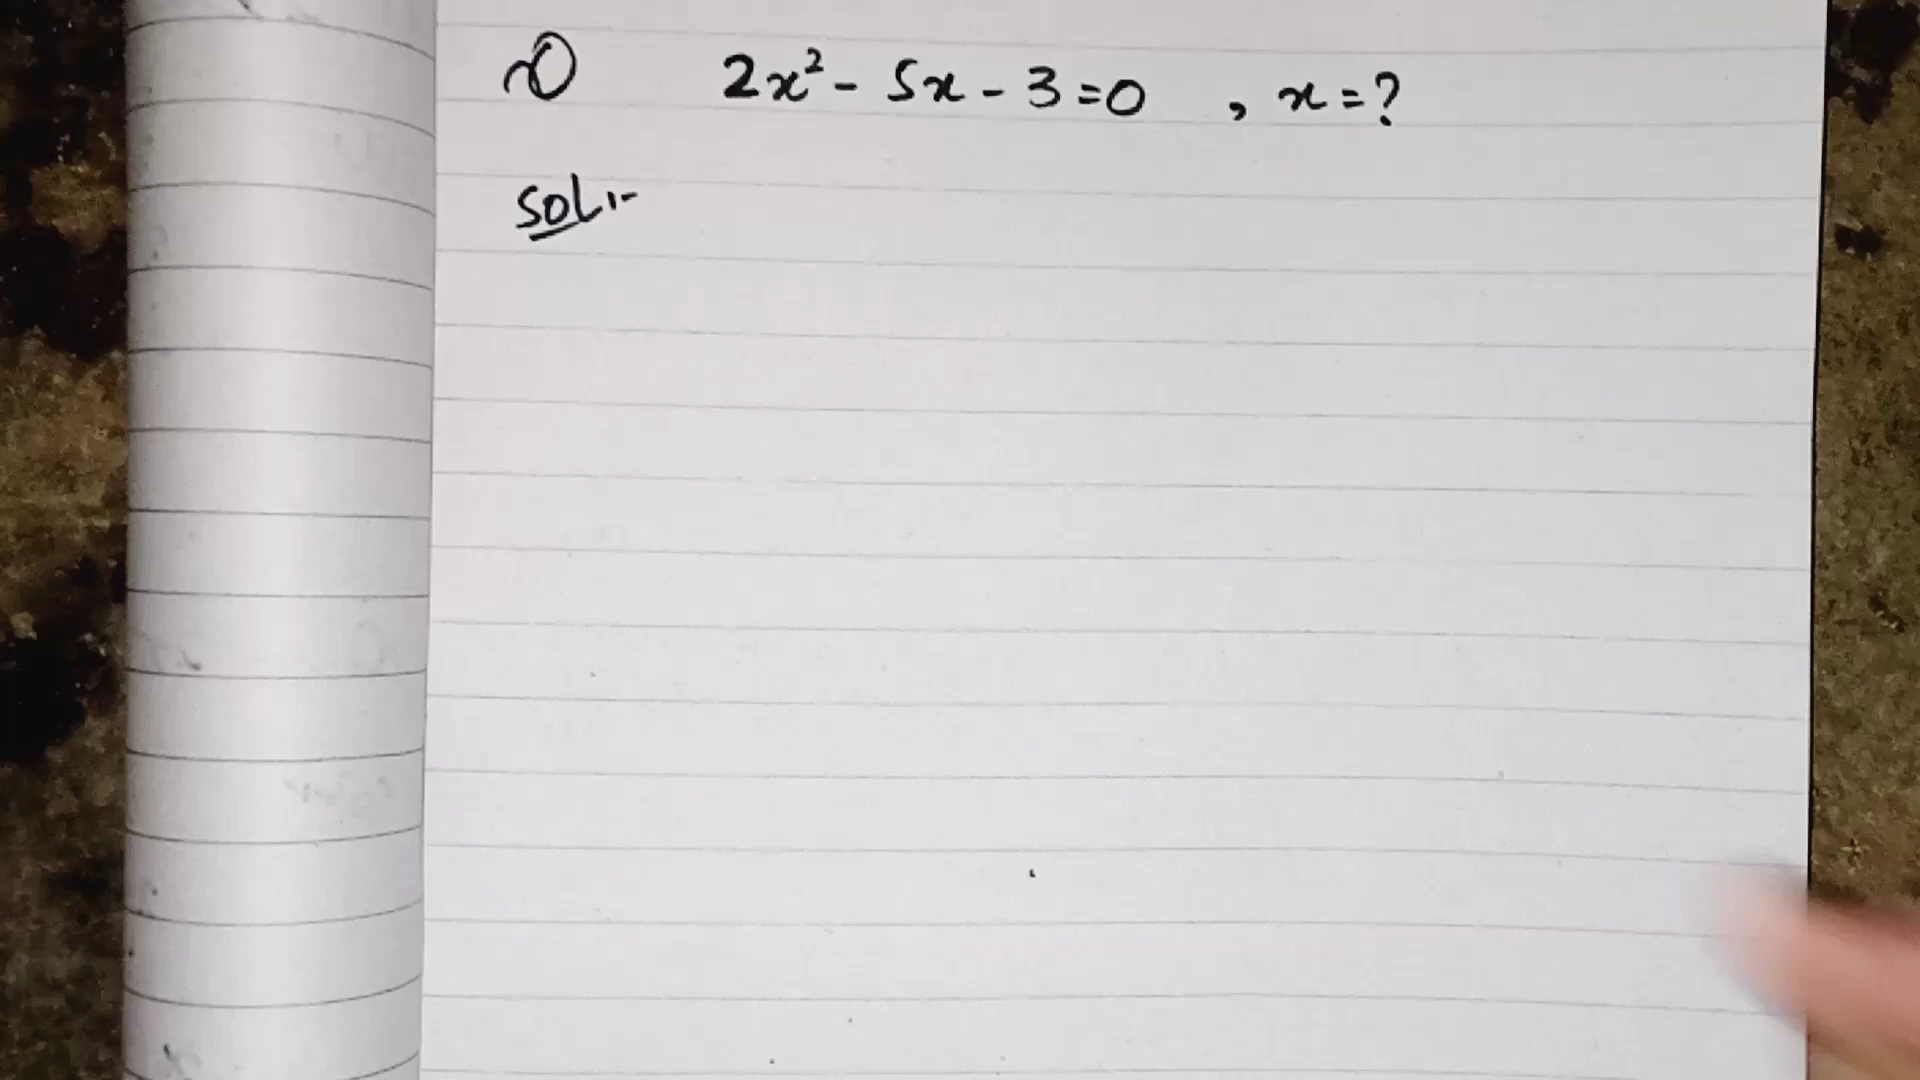 2x² - 5x - 3 = 0 , x = ?
SOL:-